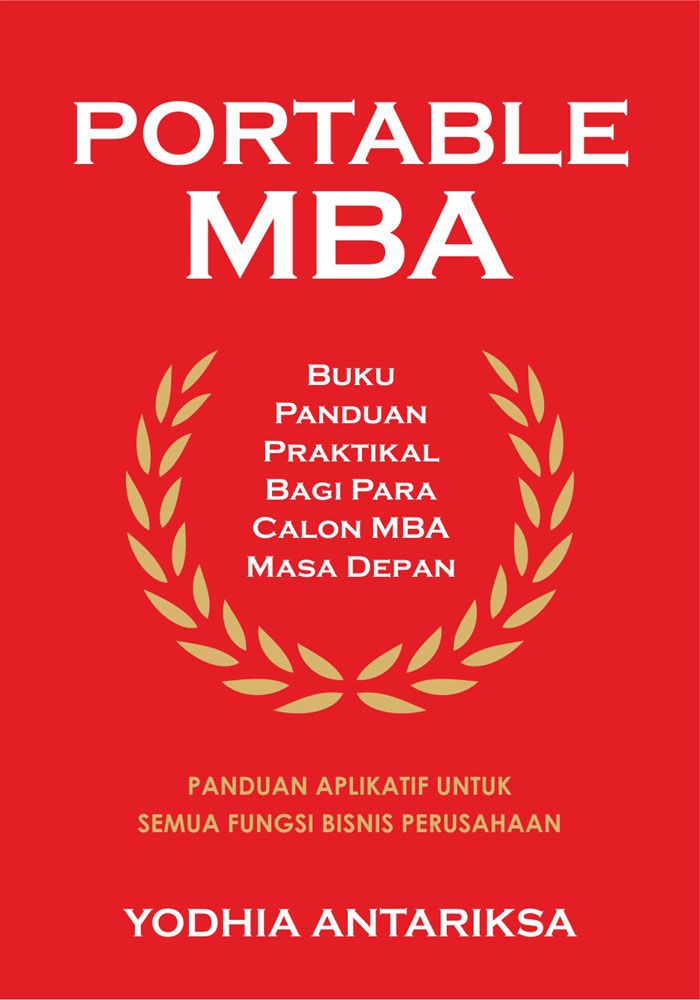 PORTABLE
MBA
BUKU
PANDUAN
PRAKTIKAL
BAGI PARA
CALON MBA
MASA DEPAN
PANDUAN APLIKATIF UNTUK
SEMUA FUNGSI BISNIS PERUSAHAAN
YODHIA ANTARIKSA